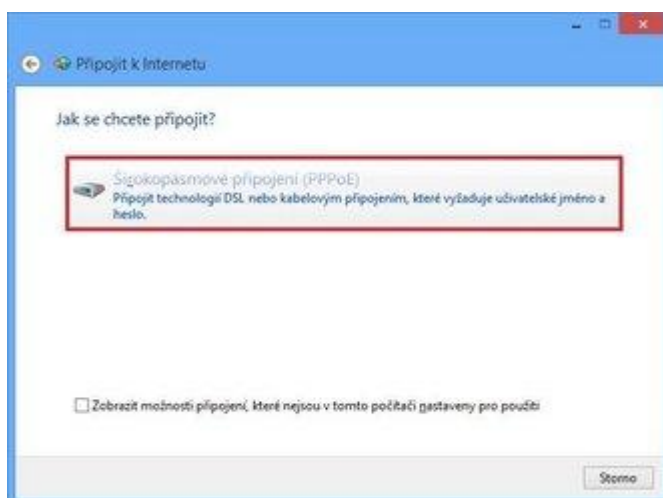 Připojit k Internetu
Jak se chcete připojit?
Širokopásmové připojení (PPPoE)
Připojit technologií DSL nebo kabelovým připojením, které vyžaduje uživatelské jméno a
heslo.
Zobrazit možnosti připojení, které nejsou v tomto počítači nastaveny pro použití
Storno